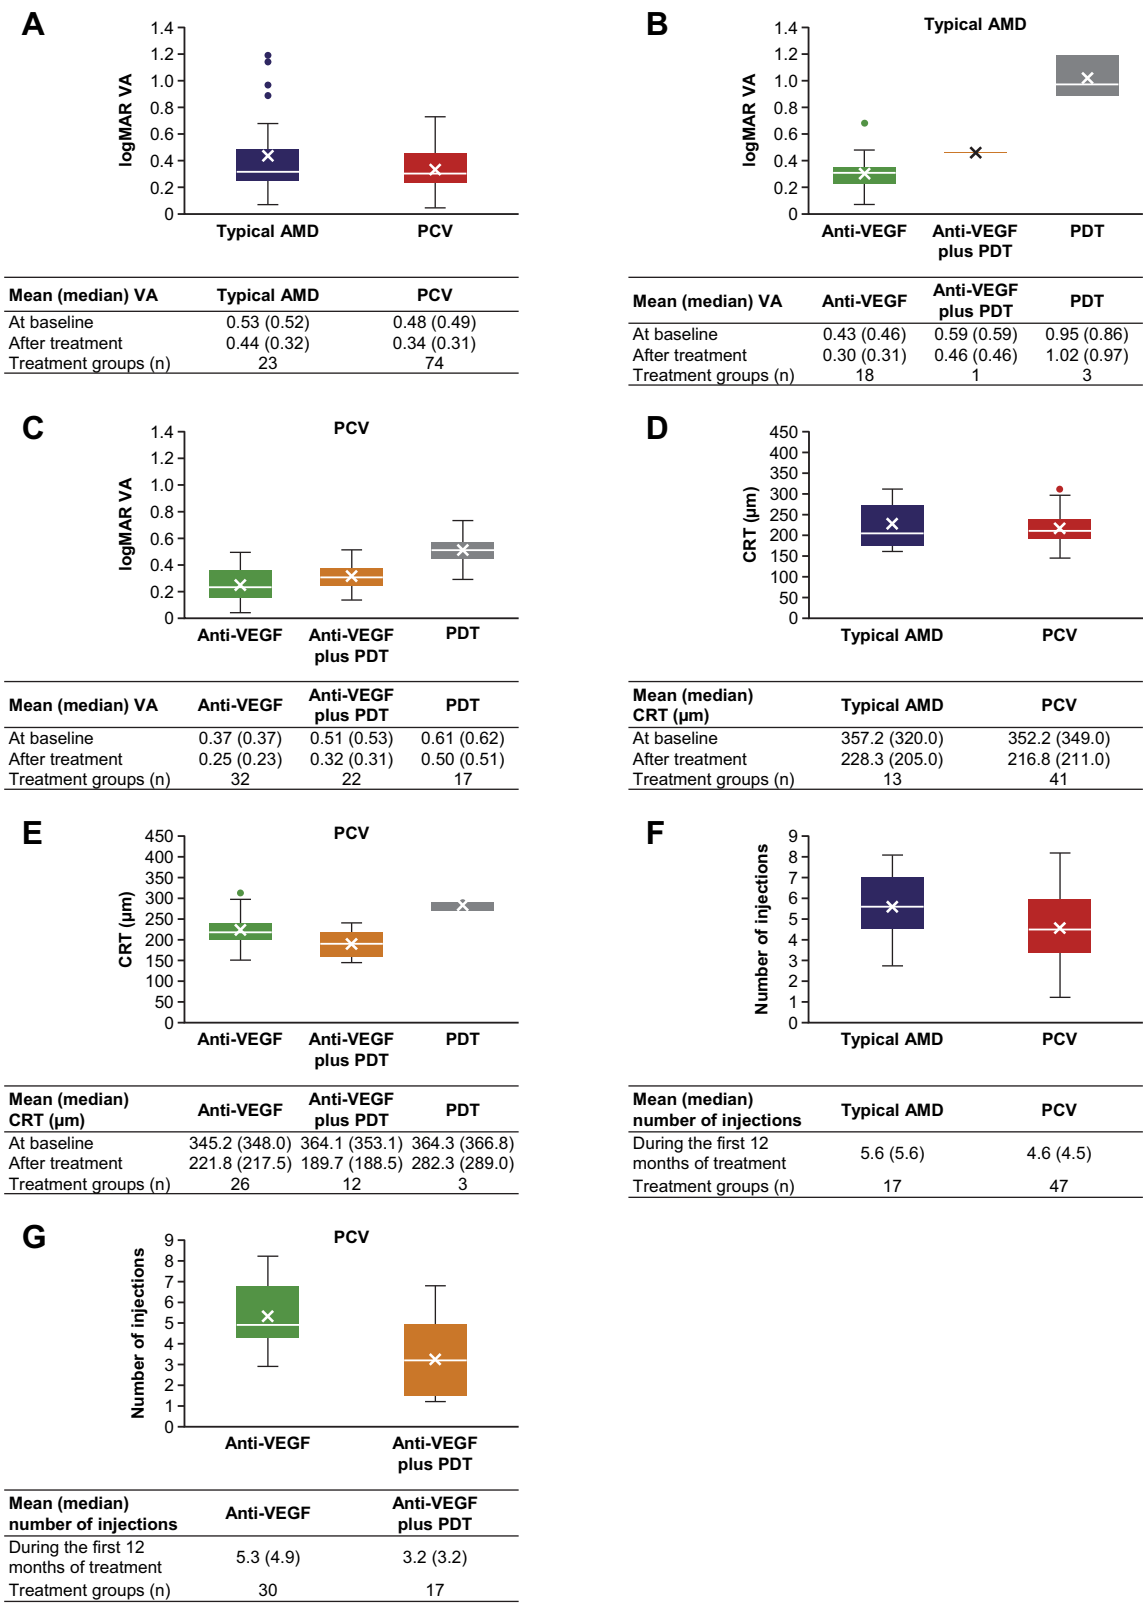 A
1.4
1.2
1.0
0.8
0.6
0.4
0.2
0
logMAR VA
Typical AMD PCV
Mean (median) VA Typical AMD PCV
At baseline 0.53 (0.52) 0.48 (0.49)
After treatment 0.44 (0.32) 0.34 (0.31)
Treatment groups (n) 23 74
B
Typical AMD
1.4
1.2
1.0
0.8
0.6
0.4
0.2
0
logMAR VA
Anti-VEGF Anti-VEGF PDT
plus PDT
Mean (median) VA Anti-VEGF Anti-VEGF plus PDT PDT
At baseline 0.43 (0.46) 0.59 (0.59) 0.95 (0.86)
After treatment 0.30 (0.31) 0.46 (0.46) 1.02 (0.97)
Treatment groups (n) 18 1 3
C
PCV
1.4
1.2
1.0
0.8
0.6
0.4
0.2
0
logMAR VA
Anti-VEGF Anti-VEGF PDT
plus PDT
Mean (median) VA Anti-VEGF Anti-VEGF plus PDT PDT
At baseline 0.37 (0.37) 0.51 (0.53) 0.61 (0.62)
After treatment 0.25 (0.23) 0.32 (0.31) 0.50 (0.51)
Treatment groups (n) 32 22 17
D
450
400
350
300
250
200
150
100
50
0
CRT (µm)
Typical AMD PCV
Mean (median)
CRT (µm) Typical AMD PCV
At baseline 357.2 (320.0) 352.2 (349.0)
After treatment 228.3 (205.0) 216.8 (211.0)
Treatment groups (n) 13 41
E
PCV
450
400
350
300
250
200
150
100
50
0
CRT (µm)
Anti-VEGF Anti-VEGF PDT
plus PDT
Mean (median) Anti-VEGF
CRT (µm) Anti-VEGF plus PDT PDT
At baseline 345.2 (348.0) 364.1 (353.1) 364.3 (366.8)
After treatment 221.8 (217.5) 189.7 (188.5) 282.3 (289.0)
Treatment groups (n) 26 12 3
F
9
8
7
6
5
4
3
2
1
0
Number of injections
Typical AMD PCV
Mean (median)
number of injections Typical AMD PCV
During the first 12
months of treatment 5.6 (5.6) 4.6 (4.5)
Treatment groups (n) 17 47
G
PCV
9
8
7
6
5
4
3
2
1
0
Number of injections
Anti-VEGF Anti-VEGF
plus PDT
Mean (median) Anti-VEGF
number of injections Anti-VEGF plus PDT
During the first 12
months of treatment 5.3 (4.9) 3.2 (3.2)
Treatment groups (n) 30 17